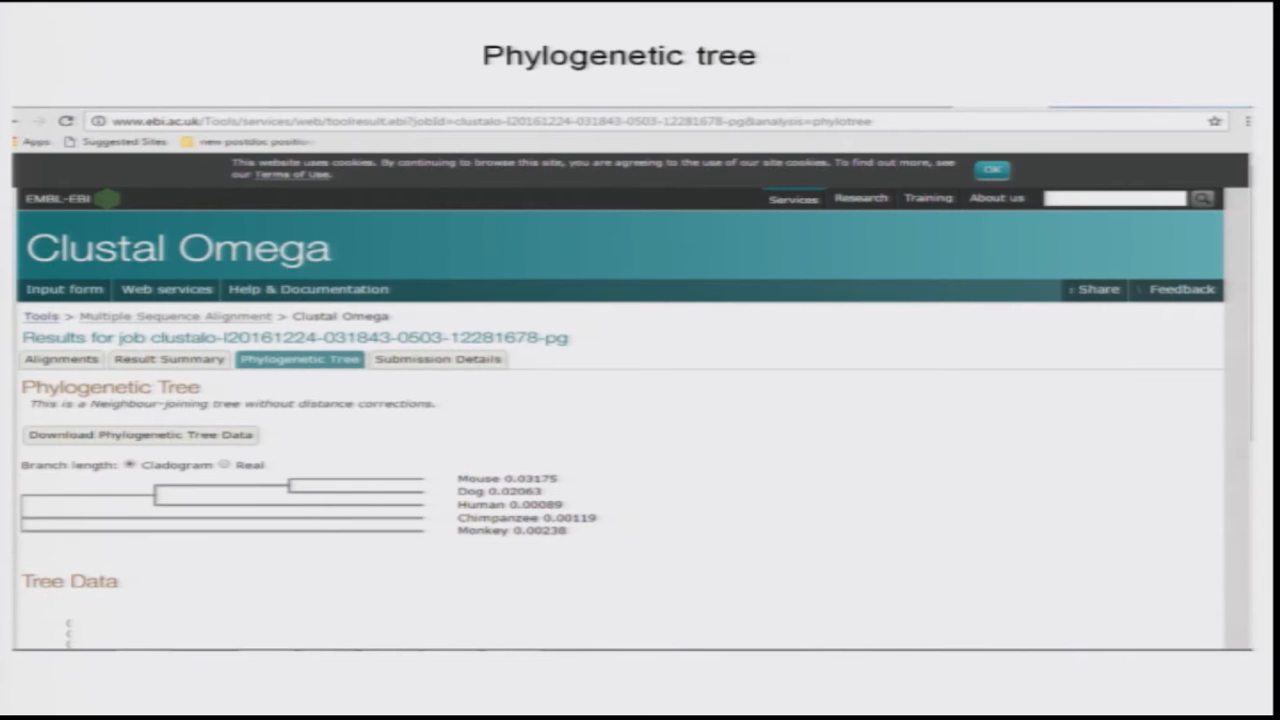 Phylogenetic tree
www.ebi.ac.uk/Tools/services/web/toolresult.ebi?jobId=clustalo-I20161224-031843-0503-12281678-pg&analysis=phylotree
Apps Suggested Sites new postdoc positio
This website uses cookies. By continuing to browse this site, you are agreeing to the use of our site cookies. To find out more, see
our Terms of Use.
OK
EMBL-EBI Services Research Training About us
Clustal Omega
Input form Web services Help & Documentation Share Feedback
Tools > Multiple Sequence Alignment > Clustal Omega
Results for job clustalo-I20161224-031843-0503-12281678-pg
Alignments Result Summary Phylogenetic Tree Submission Details
Phylogenetic Tree
This is a Neighbour-joining tree without distance corrections.
Download Phylogenetic Tree Data
Branch length: Cladogram Real
Mouse 0.03175
Dog 0.02063
Human 0.00089
Chimpanzee 0.00119
Monkey 0.00238
Tree Data
(
(
(